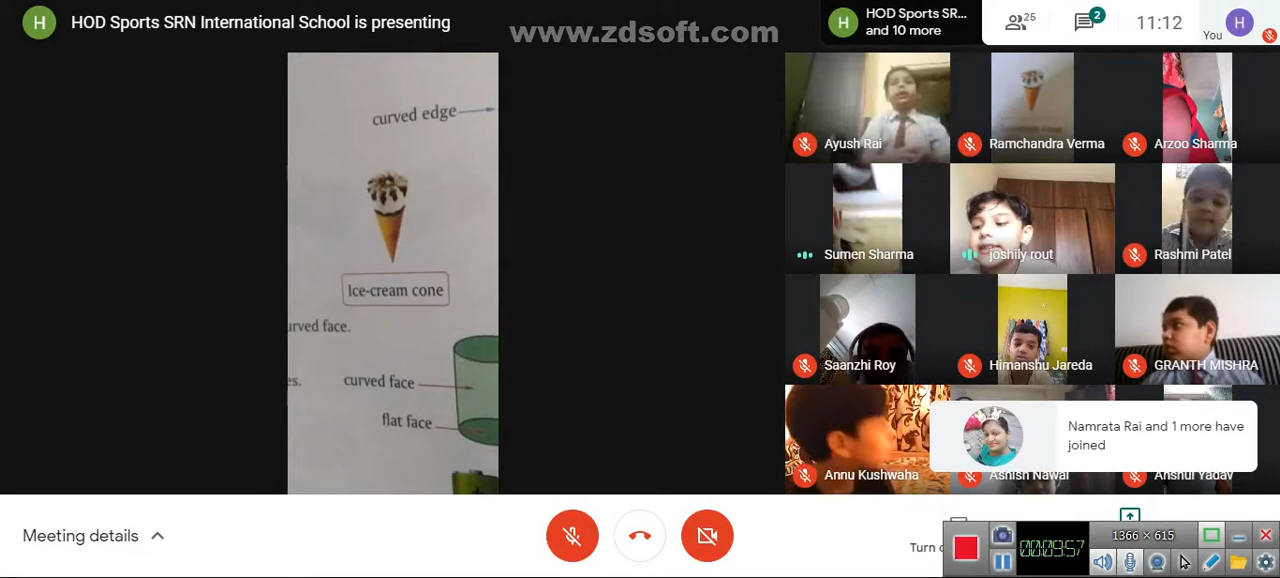 H HOD Sports SRN International School is presenting
www.zdsoft.com
H HOD Sports SR...
and 10 more
25
2
11:12
You
H
curved edge
Ice-cream cone
urved face.
es.
curved face
flat face
Ayush Rai
Ramchandra Verma
Arzoo Sharma
Sumen Sharma
joshily rout
Rashmi Patel
Saanzhi Roy
Himanshu Jareda
GRANTH MISHRA
Annu Kushwaha
Ashish Nawal
Anshul Yadav
Namrata Rai and 1 more have
joined
Meeting details
Turn
1366 × 615
00:09:57